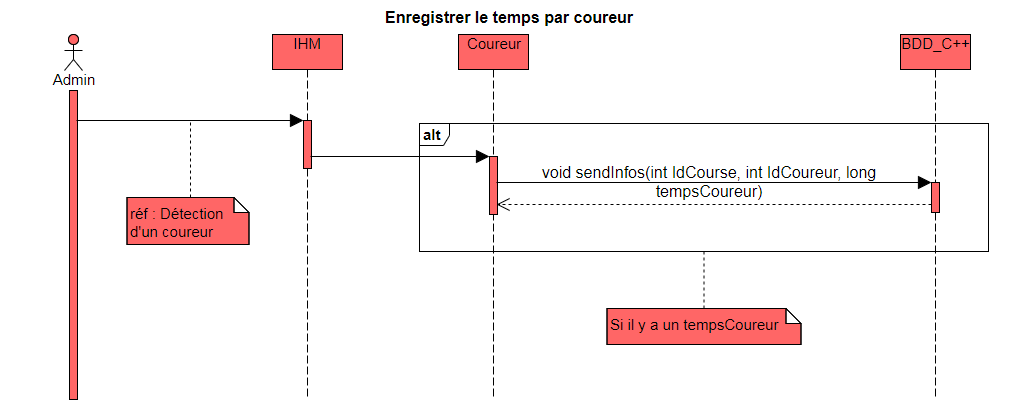 Enregistrer le temps par coureur
IHM
Coureur
BDD_C++
Admin
alt
void sendInfos(int IdCourse, int IdCoureur, long
tempsCoureur)
réf : Détection
d'un coureur
Si il y a un tempsCoureur